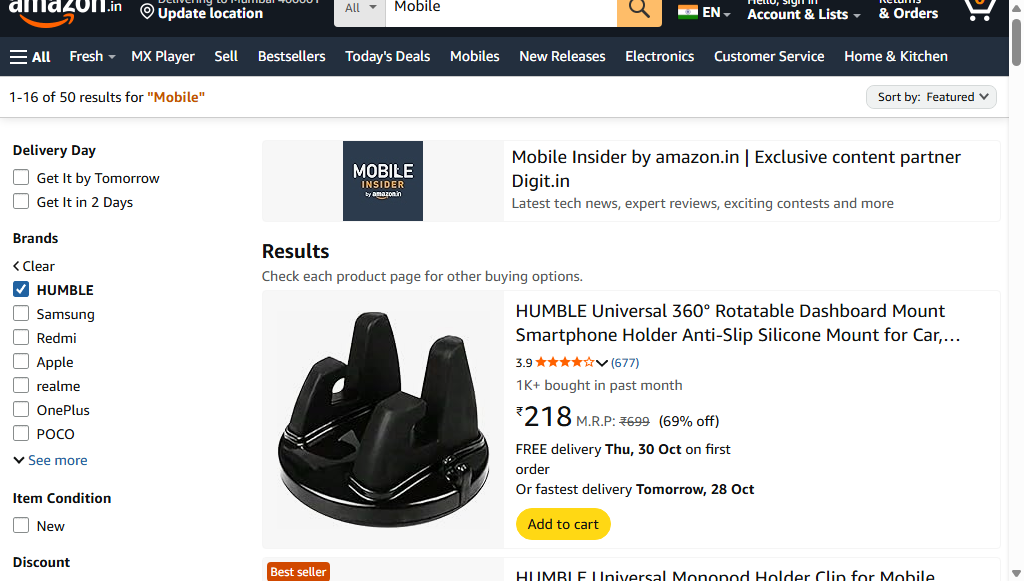 amazon.in
Delivering to Mumbai 400001
Update location
All
Mobile
EN
Hello, sign in
Account & Lists
Returns
& Orders
0
All
Fresh
MX Player
Sell
Bestsellers
Today's Deals
Mobiles
New Releases
Electronics
Customer Service
Home & Kitchen
1-16 of 50 results for "Mobile"
Sort by: Featured
Delivery Day
Get It by Tomorrow
Get It in 2 Days
Brands
Clear
HUMBLE
Samsung
Redmi
Apple
realme
OnePlus
POCO
See more
Item Condition
New
Discount
MOBILE
INSIDER
by amazon.in
Mobile Insider by amazon.in | Exclusive content partner
Digit.in
Latest tech news, expert reviews, exciting contests and more
Results
Check each product page for other buying options.
HUMBLE Universal 360° Rotatable Dashboard Mount
Smartphone Holder Anti-Slip Silicone Mount for Car,…
3.9 (677)
1K+ bought in past month
₹218 M.R.P: ₹699 (69% off)
FREE delivery Thu, 30 Oct on first
order
Or fastest delivery Tomorrow, 28 Oct
Add to cart
Best seller
HUMBLE Universal Monopod Holder Clip for Mobile